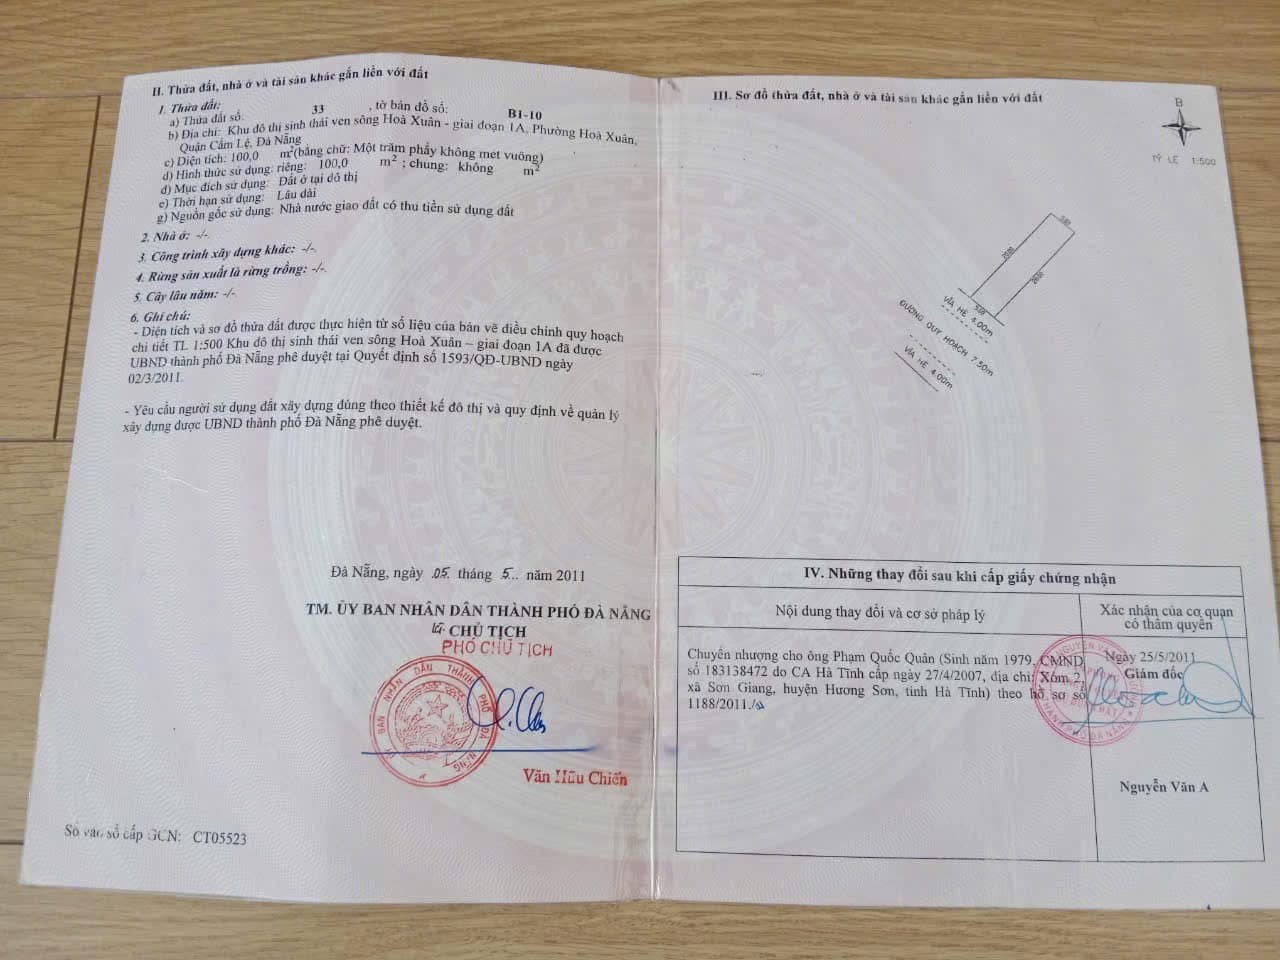 II. Thửa đất, nhà ở và tài sản khác gắn liền với đất
1. Thửa đất:
a) Thửa đất số: 33 , tờ bản đồ số: B1-10
b) Địa chỉ: Khu đô thị sinh thái ven sông Hoà Xuân - giai đoạn 1A, Phường Hoà Xuân,
Quận Cẩm Lệ, Đà Nẵng
c) Diện tích: 100,0 m2 (bằng chữ: Một trăm phẩy không mét vuông)
d) Hình thức sử dụng: riêng: 100,0 m2 ; chung: không m2
đ) Mục đích sử dụng: Đất ở tại đô thị
e) Thời hạn sử dụng: Lâu dài
g) Nguồn gốc sử dụng: Nhà nước giao đất có thu tiền sử dụng đất
2. Nhà ở: -/-.
3. Công trình xây dựng khác: -/-.
4. Rừng sản xuất là rừng trồng: -/-.
5. Cây lâu năm: -/-.
6. Ghi chú:
- Diện tích và sơ đồ thửa đất được thực hiện từ số liệu của bản vẽ điều chỉnh quy hoạch
chi tiết TL 1:500 Khu đô thị sinh thái ven sông Hoà Xuân – giai đoạn 1A đã được
UBND thành phố Đà Nẵng phê duyệt tại Quyết định số 1593/QĐ-UBND ngày
02/3/2011.
- Yêu cầu người sử dụng đất xây dựng đúng theo thiết kế đô thị và quy định về quản lý
xây dựng được UBND thành phố Đà Nẵng phê duyệt.
Đà Nẵng, ngày 05 tháng 5 năm 2011
TM. ỦY BAN NHÂN DÂN THÀNH PHỐ ĐÀ NẴNG
Kt. CHỦ TỊCH
PHÓ CHỦ TỊCH
ỦY BAN NHÂN DÂN THÀNH PHỐ ĐÀ NẴNG
Văn Hữu Chiến
Số vào sổ cấp GCN: CT05523
III. Sơ đồ thửa đất, nhà ở và tài sản khác gắn liền với đất
B
TỶ LỆ 1:500
5.00
20.00
20.00
5.00
VỈA HÈ 4.00m
ĐƯỜNG QUY HOẠCH 7.50m
VỈA HÈ 4.00m
IV. Những thay đổi sau khi cấp giấy chứng nhận
Nội dung thay đổi và cơ sở pháp lý
Xác nhận của cơ quan
có thẩm quyền
Chuyển nhượng cho ông Phạm Quốc Quân (Sinh năm 1979, CMND
số 183138472 do CA Hà Tĩnh cấp ngày 27/4/2007, địa chỉ: Xóm 2,
xã Sơn Giang, huyện Hương Sơn, tỉnh Hà Tĩnh) theo hồ sơ số
1188/2011./.
Ngày 25/5/2011
Giám đốc
Nguyễn Văn A